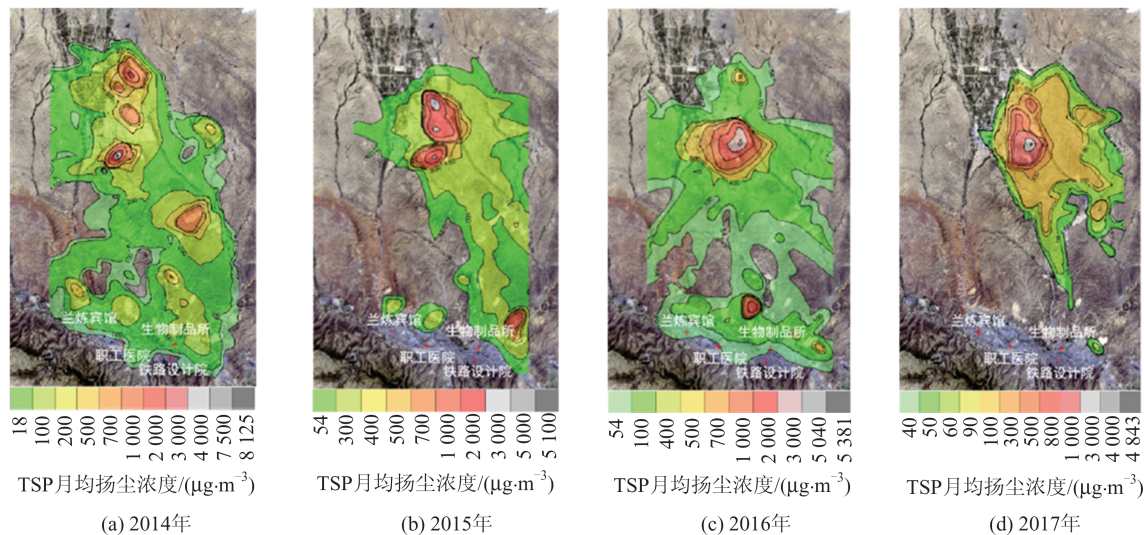 兰炼宾馆
生物制品所
职工医院
铁路设计院
18 100 200 500 700 1 000 2 000 3 000 4 000 7 500 8 125
TSP月均扬尘浓度/(μg·m⁻³)
(a) 2014年
兰炼宾馆
生物制品所
职工医院
铁路设计院
54 300 400 500 700 1 000 2 000 3 000 5 000 5 100
TSP月均扬尘浓度/(μg·m⁻³)
(b) 2015年
兰炼宾馆
生物制品所
职工医院
铁路设计院
54 100 400 500 700 1 000 2 000 3 000 5 040 5 381
TSP月均扬尘浓度/(μg·m⁻³)
(c) 2016年
兰炼宾馆
生物制品所
职工医院
铁路设计院
40 50 60 90 100 300 500 800 1 000 3 000 4 000 4 843
TSP月均扬尘浓度/(μg·m⁻³)
(d) 2017年